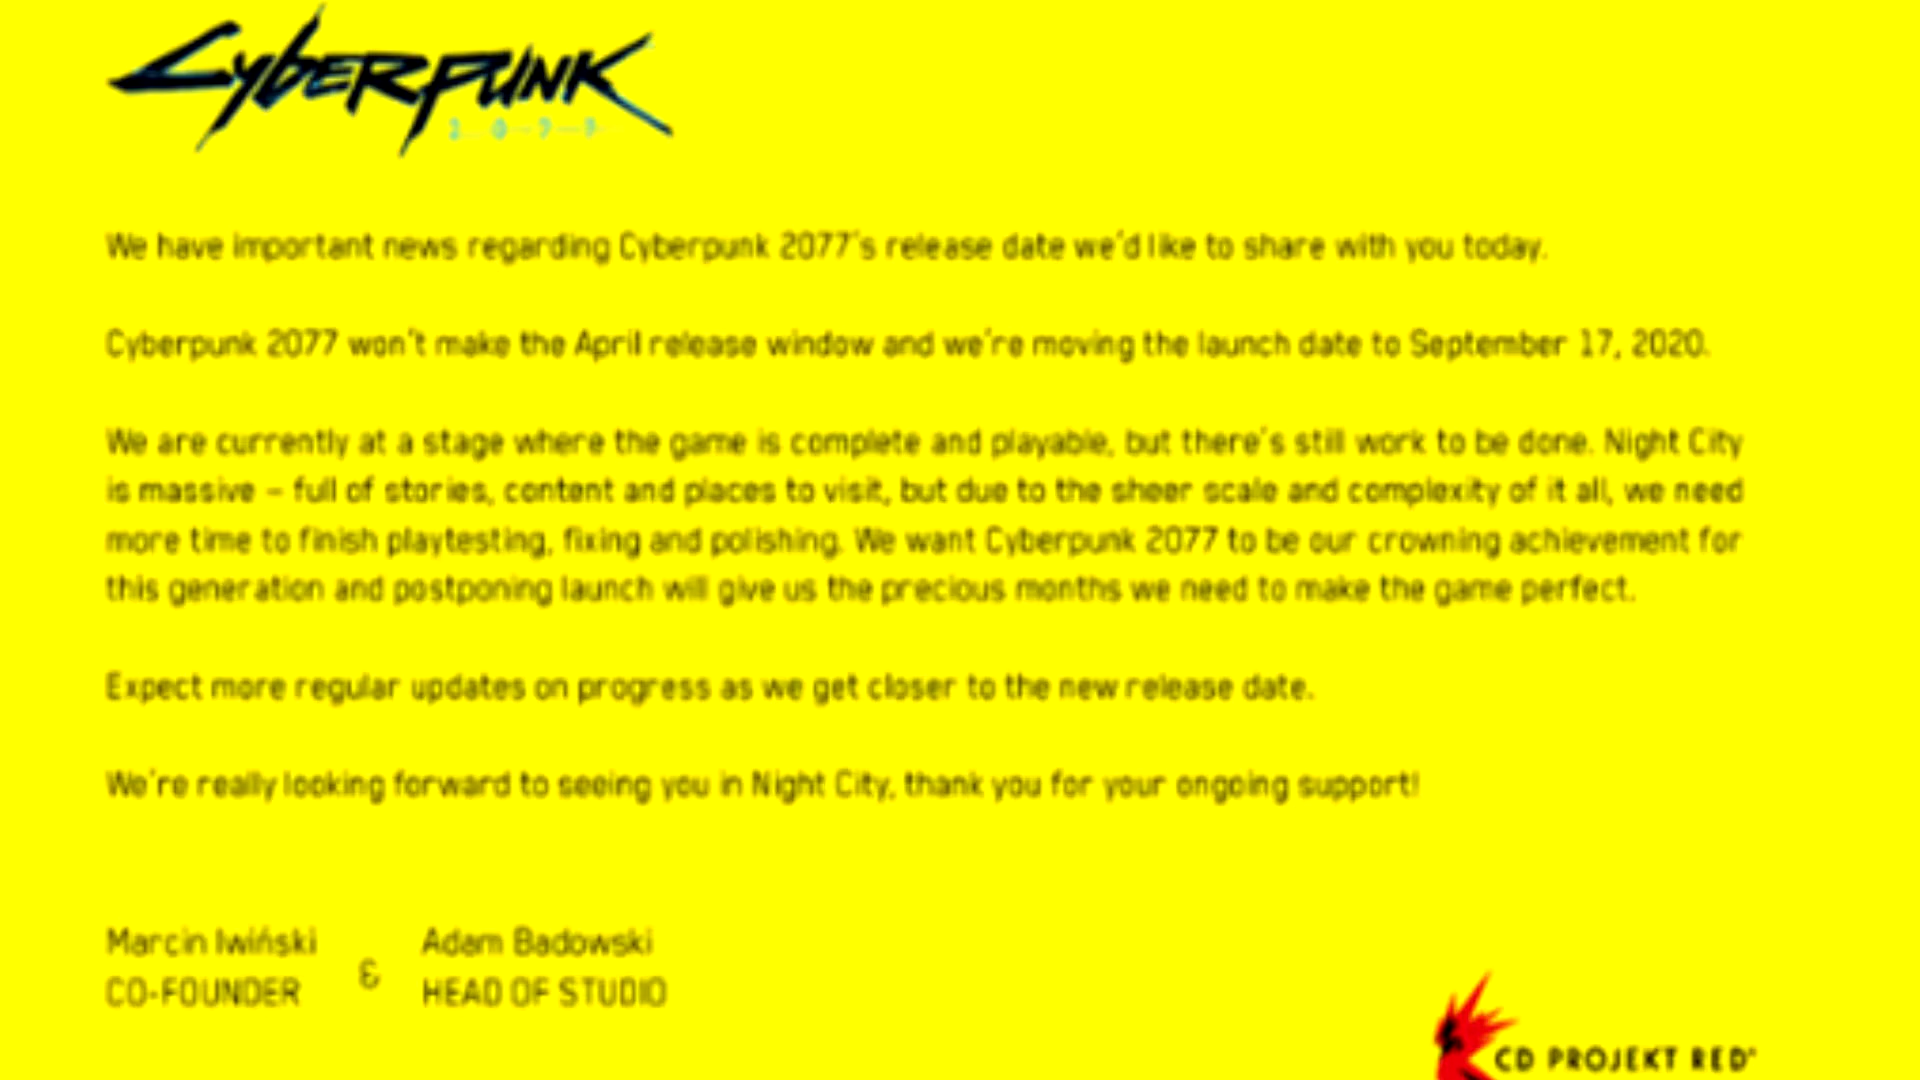 Cyberpunk
2077
We have important news regarding Cyberpunk 2077's release date we'd like to share with you today.
Cyberpunk 2077 won't make the April release window and we're moving the launch date to September 17, 2020.
We are currently at a stage where the game is complete and playable, but there's still work to be done. Night City
is massive – full of stories, content and places to visit, but due to the sheer scale and complexity of it all, we need
more time to finish playtesting, fixing and polishing. We want Cyberpunk 2077 to be our crowning achievement for
this generation and postponing launch will give us the precious months we need to make the game perfect.
Expect more regular updates on progress as we get closer to the new release date.
We're really looking forward to seeing you in Night City, thank you for your ongoing support!
Marcin Iwiński & Adam Badowski
CO-FOUNDER HEAD OF STUDIO
CD PROJEKT RED®